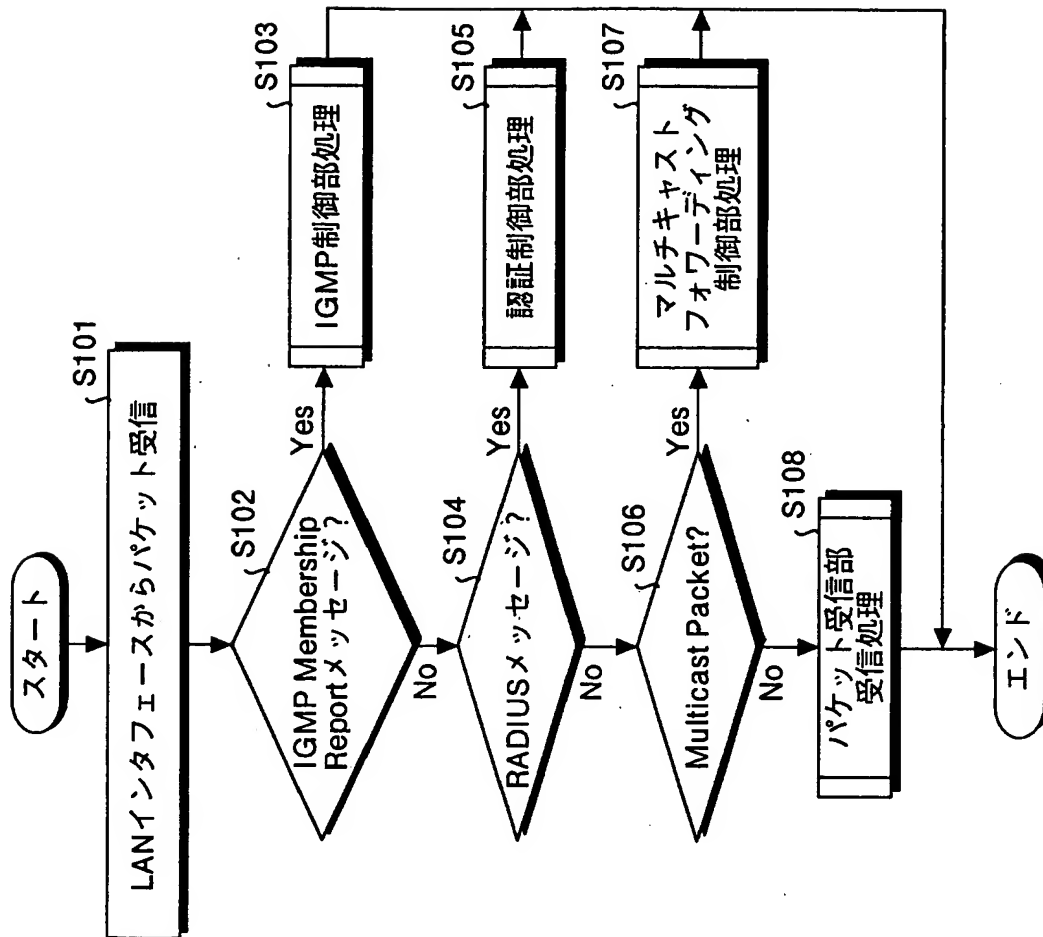 スタート
S101
LANインタフェースからパケット受信
S102
IGMP Membership
Reportメッセージ?
Yes
No
S103
IGMP制御部処理
S104
RADIUSメッセージ?
Yes
No
S105
認証制御部処理
S106
Multicast Packet?
Yes
No
S107
マルチキャスト
フォワーディング
制御部処理
S108
パケット受信部
受信処理
エンド